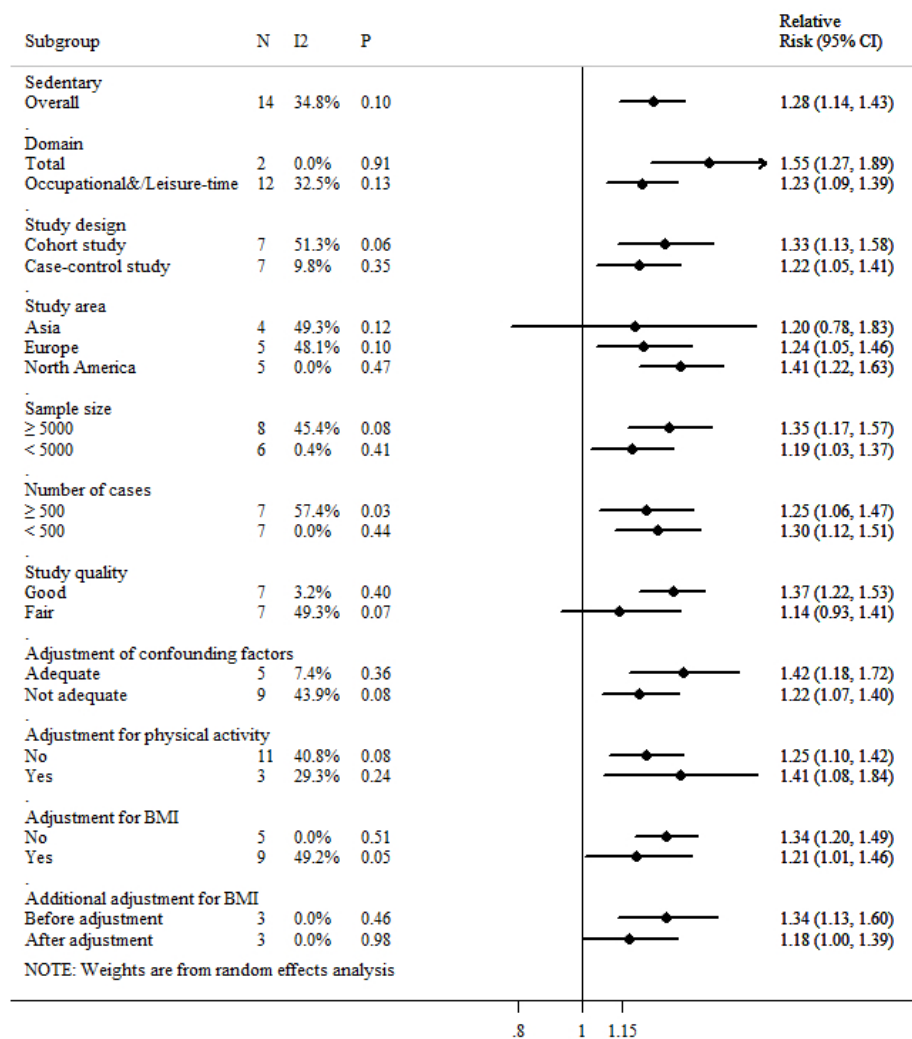 Subgroup N I2 P Relative Risk (95% CI)
Sedentary
Overall 14 34.8% 0.10 1.28 (1.14, 1.43)
.
Domain
Total 2 0.0% 0.91 1.55 (1.27, 1.89)
Occupational&/Leisure-time 12 32.5% 0.13 1.23 (1.09, 1.39)
.
Study design
Cohort study 7 51.3% 0.06 1.33 (1.13, 1.58)
Case-control study 7 9.8% 0.35 1.22 (1.05, 1.41)
.
Study area
Asia 4 49.3% 0.12 1.20 (0.78, 1.83)
Europe 5 48.1% 0.10 1.24 (1.05, 1.46)
North America 5 0.0% 0.47 1.41 (1.22, 1.63)
.
Sample size
≥ 5000 8 45.4% 0.08 1.35 (1.17, 1.57)
< 5000 6 0.4% 0.41 1.19 (1.03, 1.37)
.
Number of cases
≥ 500 7 57.4% 0.03 1.25 (1.06, 1.47)
< 500 7 0.0% 0.44 1.30 (1.12, 1.51)
.
Study quality
Good 7 3.2% 0.40 1.37 (1.22, 1.53)
Fair 7 49.3% 0.07 1.14 (0.93, 1.41)
.
Adjustment of confounding factors
Adequate 5 7.4% 0.36 1.42 (1.18, 1.72)
Not adequate 9 43.9% 0.08 1.22 (1.07, 1.40)
.
Adjustment for physical activity
No 11 40.8% 0.08 1.25 (1.10, 1.42)
Yes 3 29.3% 0.24 1.41 (1.08, 1.84)
.
Adjustment for BMI
No 5 0.0% 0.51 1.34 (1.20, 1.49)
Yes 9 49.2% 0.05 1.21 (1.01, 1.46)
.
Additional adjustment for BMI
Before adjustment 3 0.0% 0.46 1.34 (1.13, 1.60)
After adjustment 3 0.0% 0.98 1.18 (1.00, 1.39)
NOTE: Weights are from random effects analysis
.8 1 1.15